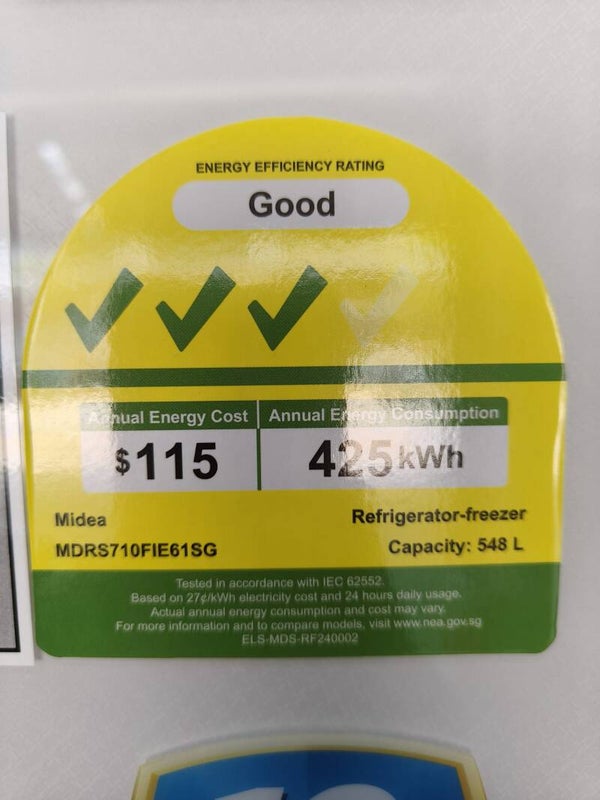 ENERGY EFFICIENCY RATING
Good
Annual Energy Cost
Annual Energy Consumption
$115
425 kWh
Midea
Refrigerator-freezer
MDRS710FIE61SG
Capacity: 548 L
Tested in accordance with IEC 62552.
Based on 27¢/kWh electricity cost and 24 hours daily usage.
Actual annual energy consumption and cost may vary.
For more information and to compare models, visit www.nea.gov.sg
ELS-MDS-RF240002